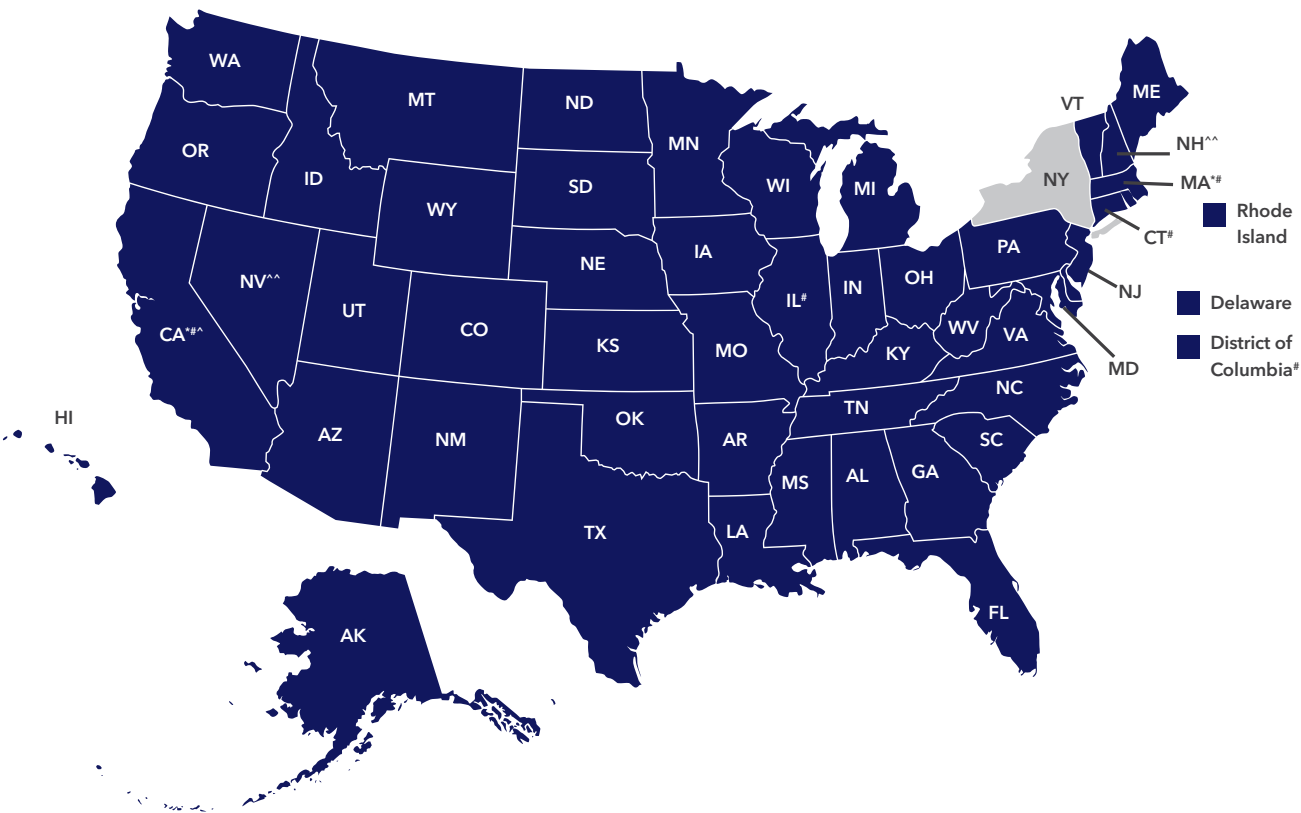 WA
MT
ND
MN
ME
VT
OR
ID
SD
WI
MI
NH^^
NY
MA*#
WY
Rhode
Island
CT#
PA
IA
NE
NV^^
OH
IL#
IN
NJ
UT
CO
Delaware
CA*#^
WV
VA
District of
Columbia#
KS
MO
KY
MD
NC
TN
HI
OK
AZ
NM
AR
SC
GA
AL
MS
TX
LA
FL
AK